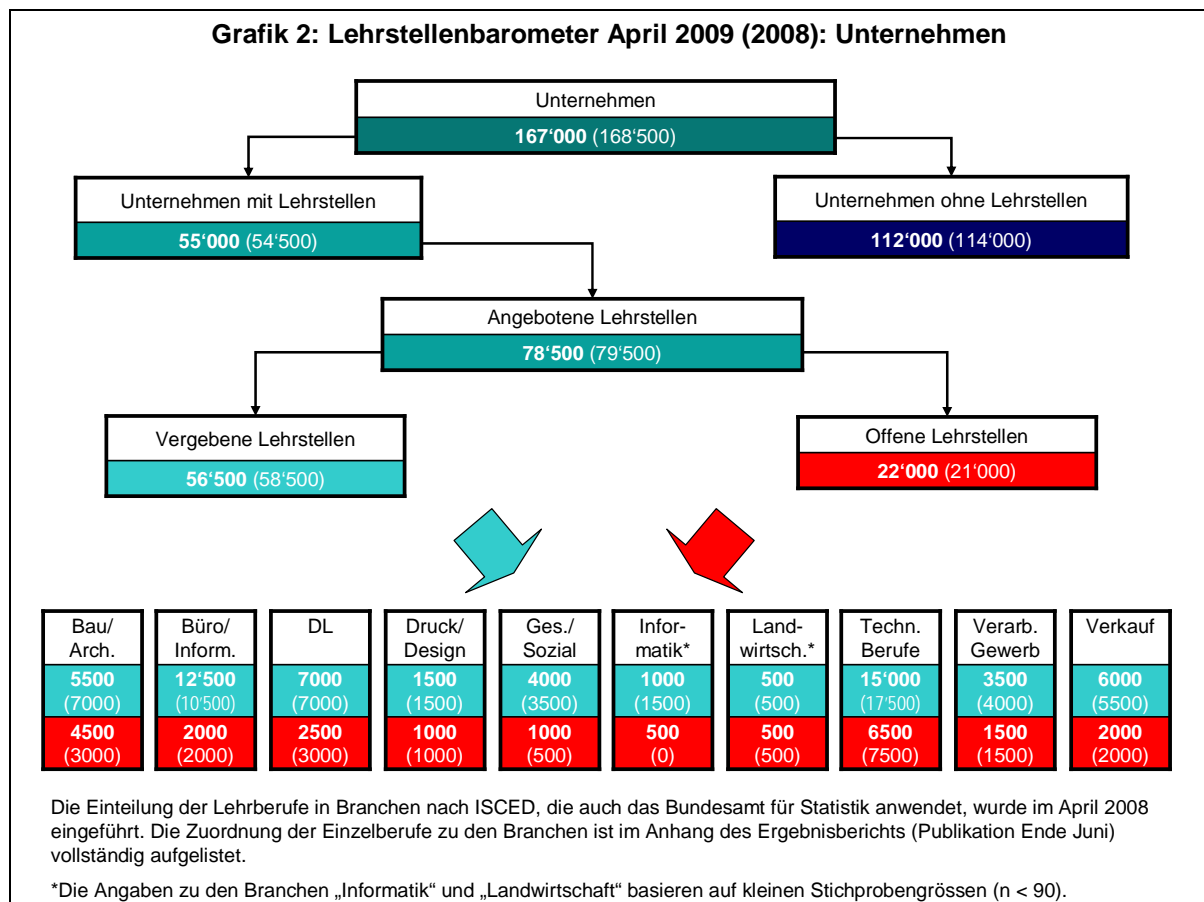 Grafik 2: Lehrstellenbarometer April 2009 (2008): Unternehmen
Unternehmen
167‘000 (168‘500)
Unternehmen mit Lehrstellen
55‘000 (54‘500)
Unternehmen ohne Lehrstellen
112‘000 (114‘000)
Angebotene Lehrstellen
78‘500 (79‘500)
Vergebene Lehrstellen
56‘500 (58‘500)
Offene Lehrstellen
22‘000 (21‘000)
Bau/
Arch.
5500
(7000)
4500
(3000)
Büro/
Inform.
12‘500
(10‘500)
2000
(2000)
DL
7000
(7000)
2500
(3000)
Druck/
Design
1500
(1500)
1000
(1000)
Ges./
Sozial
4000
(3500)
1000
(500)
Infor-
matik*
1000
(1500)
500
(0)
Land-
wirtsch.*
500
(500)
500
(500)
Techn.
Berufe
15‘000
(17‘500)
6500
(7500)
Verarb.
Gewerb
3500
(4000)
1500
(1500)
Verkauf
6000
(5500)
2000
(2000)
Die Einteilung der Lehrberufe in Branchen nach ISCED, die auch das Bundesamt für Statistik anwendet, wurde im April 2008
eingeführt. Die Zuordnung der Einzelberufe zu den Branchen ist im Anhang des Ergebnisberichts (Publikation Ende Juni)
vollständig aufgelistet.
*Die Angaben zu den Branchen „Informatik“ und „Landwirtschaft“ basieren auf kleinen Stichprobengrössen (n < 90).